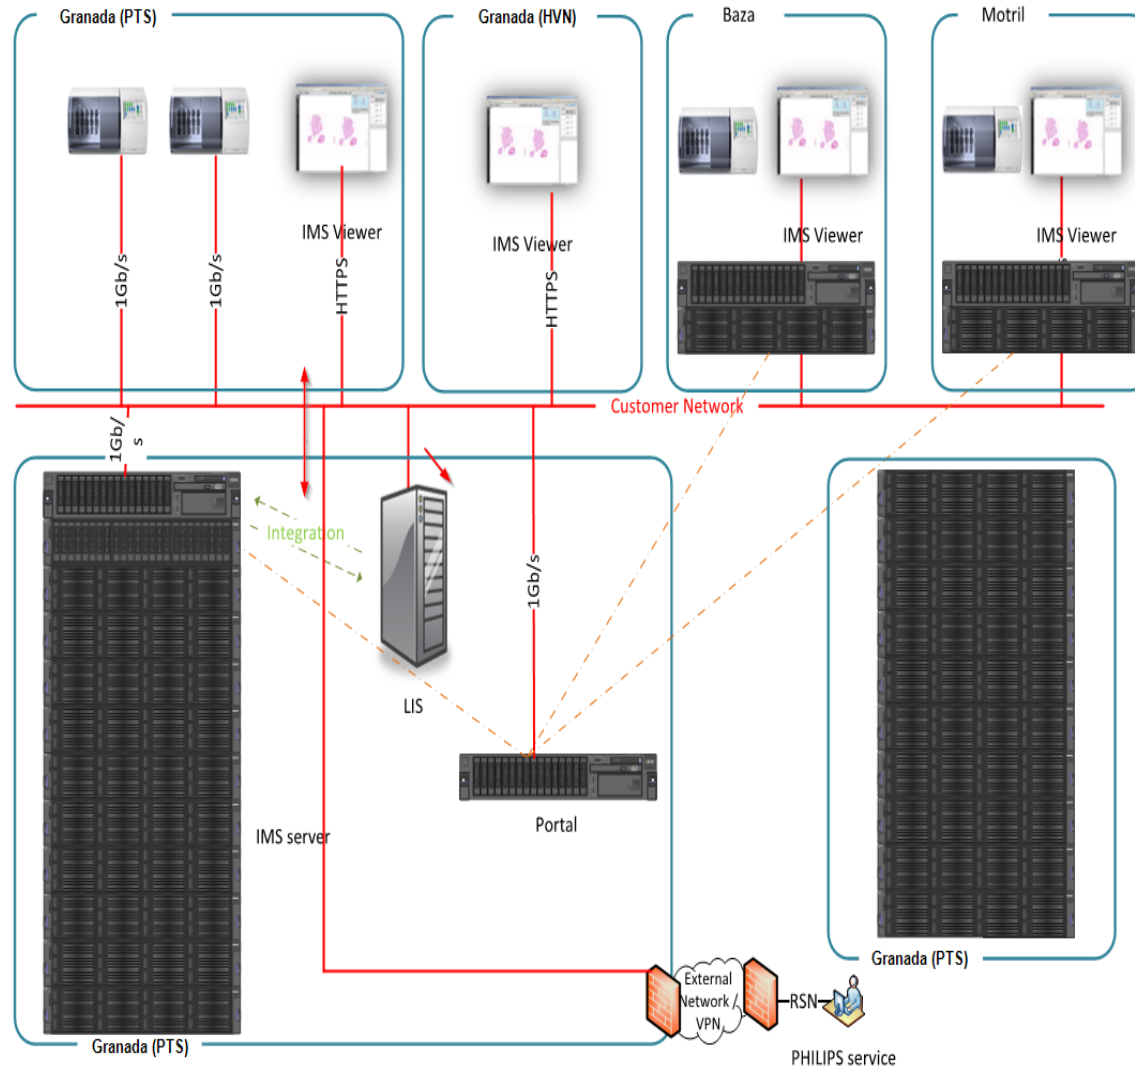 Granada (PTS)
Granada (HVN)
Baza
Motril
IMS Viewer
IMS Viewer
IMS Viewer
IMS Viewer
1Gb/s
1Gb/s
HTTPS
HTTPS
Customer Network
1Gb/
s
Integration
1Gb/s
LIS
IMS server
Portal
Granada (PTS)
External
Network /
VPN
RSN
PHILIPS service
Granada (PTS)